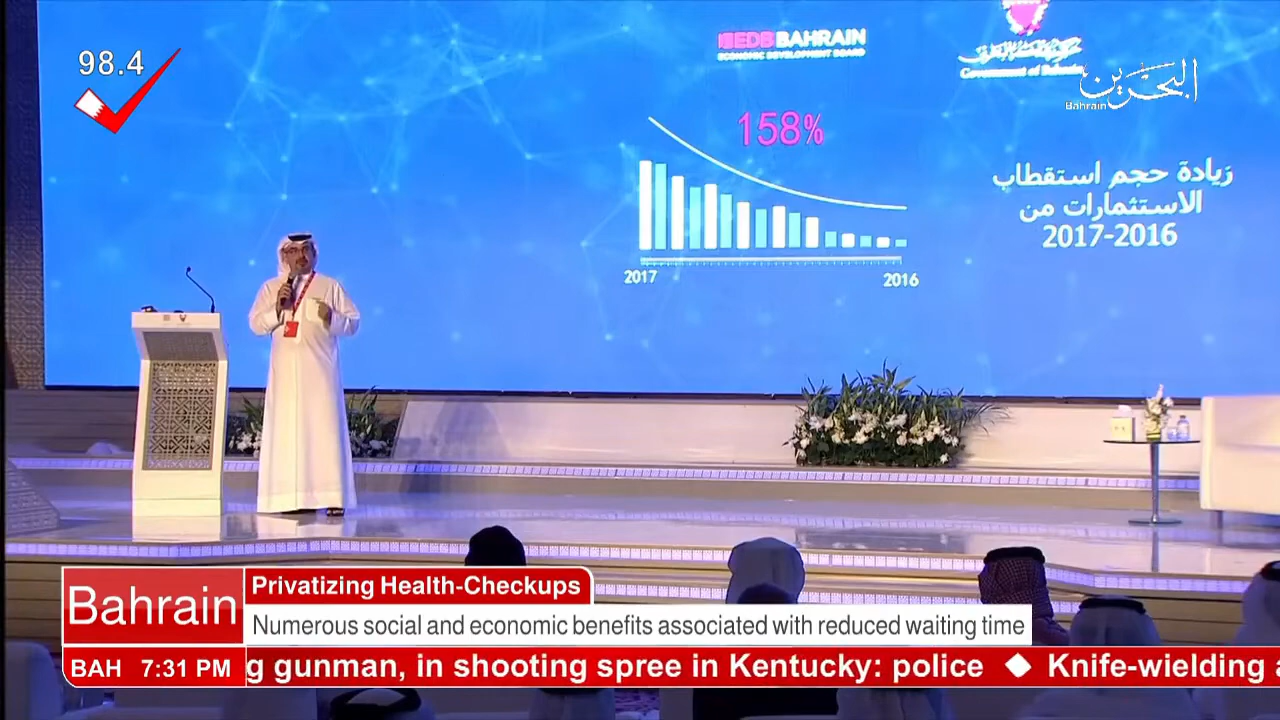 98.4
EDB BAHRAIN
ECONOMIC DEVELOPMENT BOARD
Government of Bahrain
البحرين
Bahrain
158%
زيادة حجم استقطاب
الاستثمارات من
2017-2016
2017
2016
Bahrain
Privatizing Health-Checkups
Numerous social and economic benefits associated with reduced waiting time
BAH 7:31 PM
g gunman, in shooting spree in Kentucky: police ◆ Knife-wielding